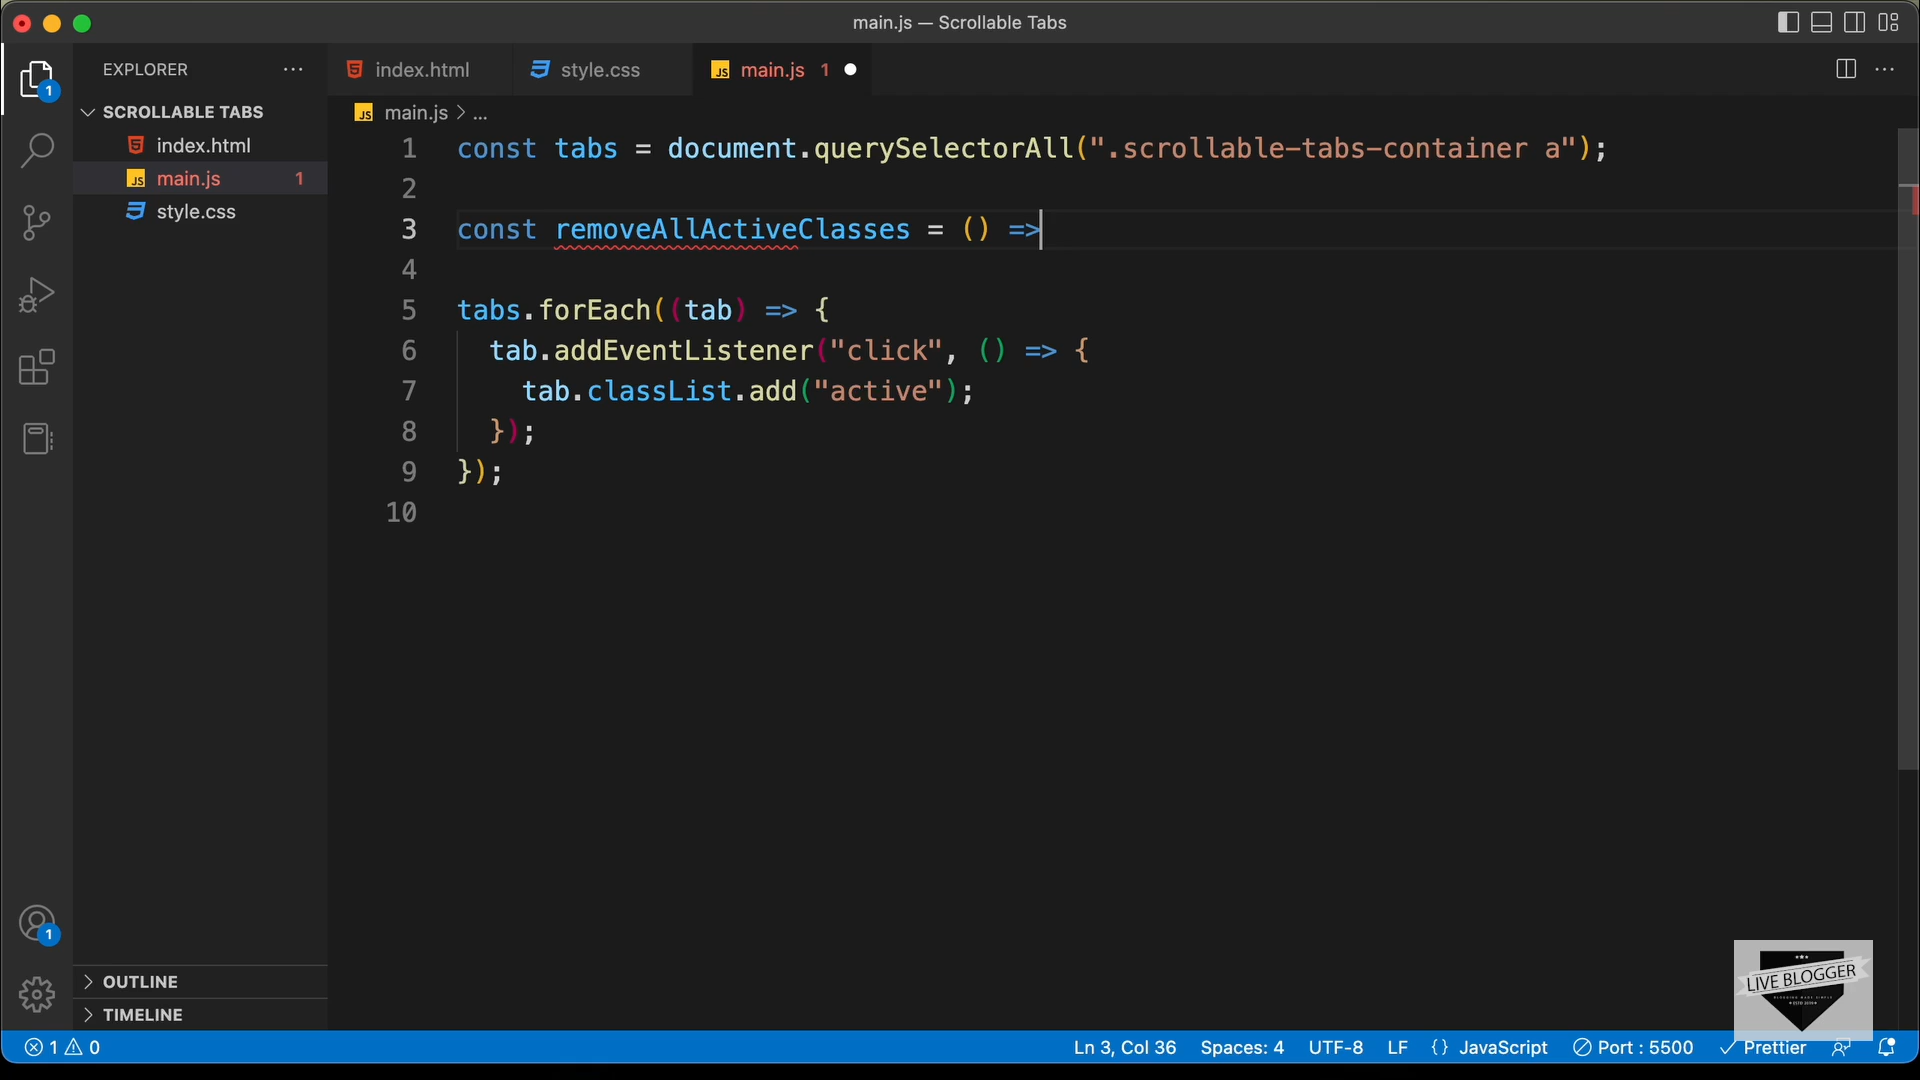 main.js — Scrollable Tabs
EXPLORER
index.html
style.css
main.js 1
1
SCROLLABLE TABS
main.js > ...
index.html
main.js 1
style.css
1 const tabs = document.querySelectorAll(".scrollable-tabs-container a");
2
3 const removeAllActiveClasses = () =>
4
5 tabs.forEach((tab) => {
6 tab.addEventListener("click", () => {
7 tab.classList.add("active");
8 });
9 });
10
1
OUTLINE
TIMELINE
LIVE BLOGGER
1 0
Ln 3, Col 36 Spaces: 4 UTF-8 LF {} JavaScript Port : 5500 Prettier